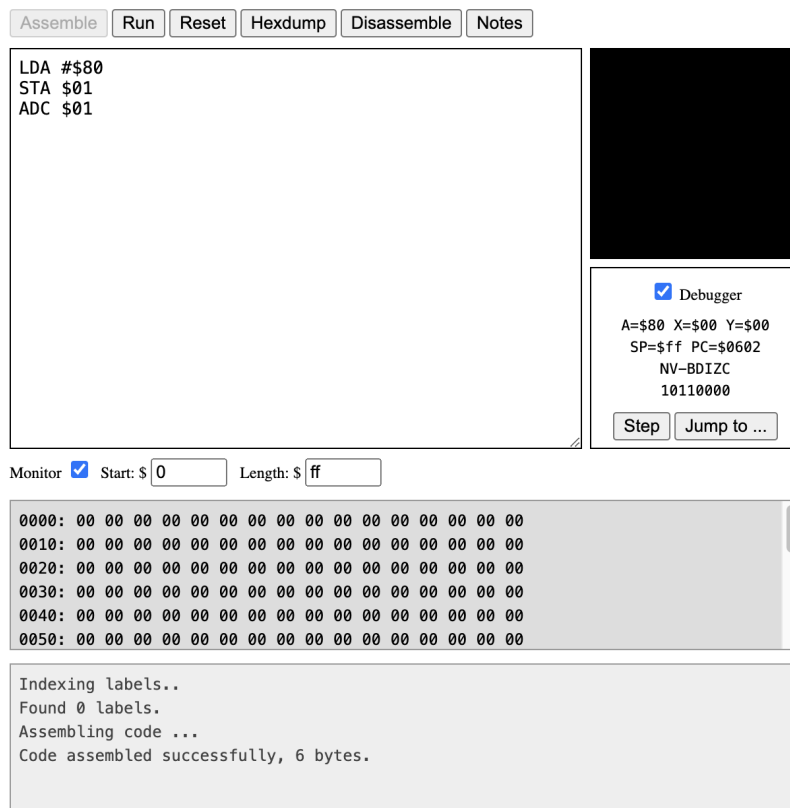 Assemble Run Reset Hexdump Disassemble Notes
LDA #$80
STA $01
ADC $01
Debugger
A=$80 X=$00 Y=$00
SP=$ff PC=$0602
NV-BDIZC
10110000
Step Jump to ...
Monitor Start: $ 0 Length: $ ff
0000: 00 00 00 00 00 00 00 00 00 00 00 00 00 00 00 00
0010: 00 00 00 00 00 00 00 00 00 00 00 00 00 00 00 00
0020: 00 00 00 00 00 00 00 00 00 00 00 00 00 00 00 00
0030: 00 00 00 00 00 00 00 00 00 00 00 00 00 00 00 00
0040: 00 00 00 00 00 00 00 00 00 00 00 00 00 00 00 00
0050: 00 00 00 00 00 00 00 00 00 00 00 00 00 00 00 00
Indexing labels..
Found 0 labels.
Assembling code ...
Code assembled successfully, 6 bytes.